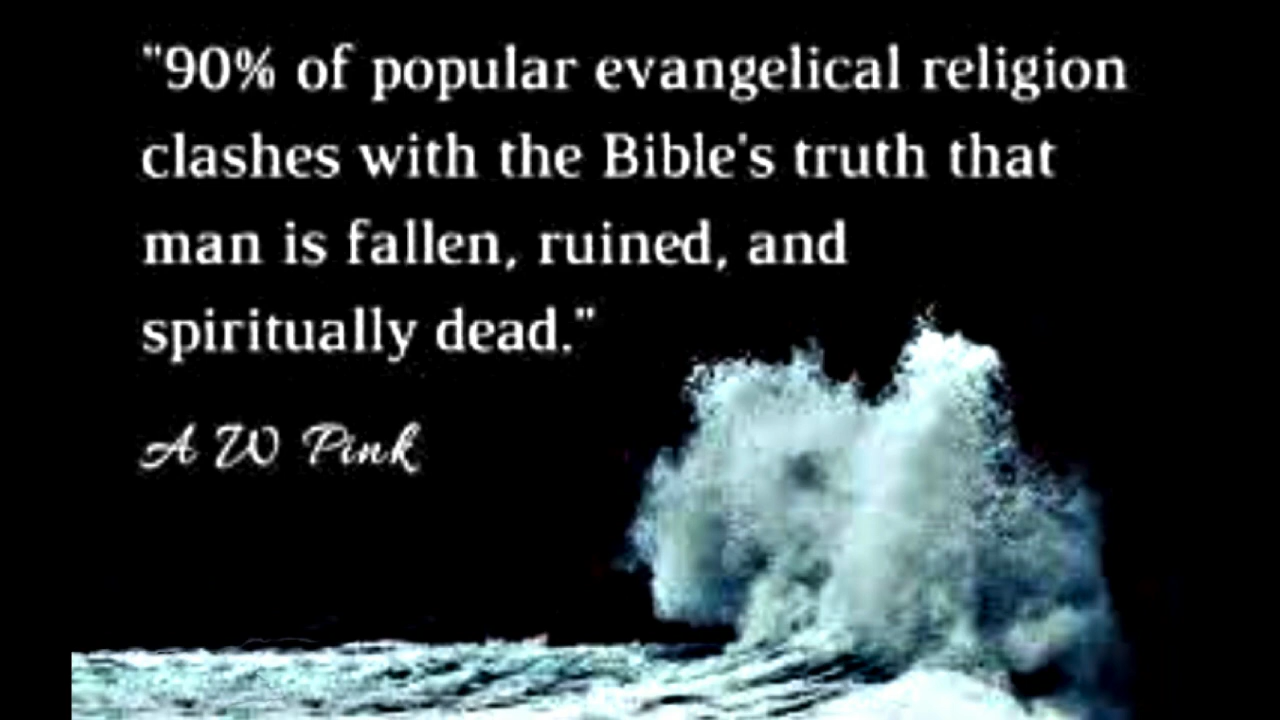 "90% of popular evangelical religion
clashes with the Bible's truth that
man is fallen, ruined, and
spiritually dead."
A W Pink